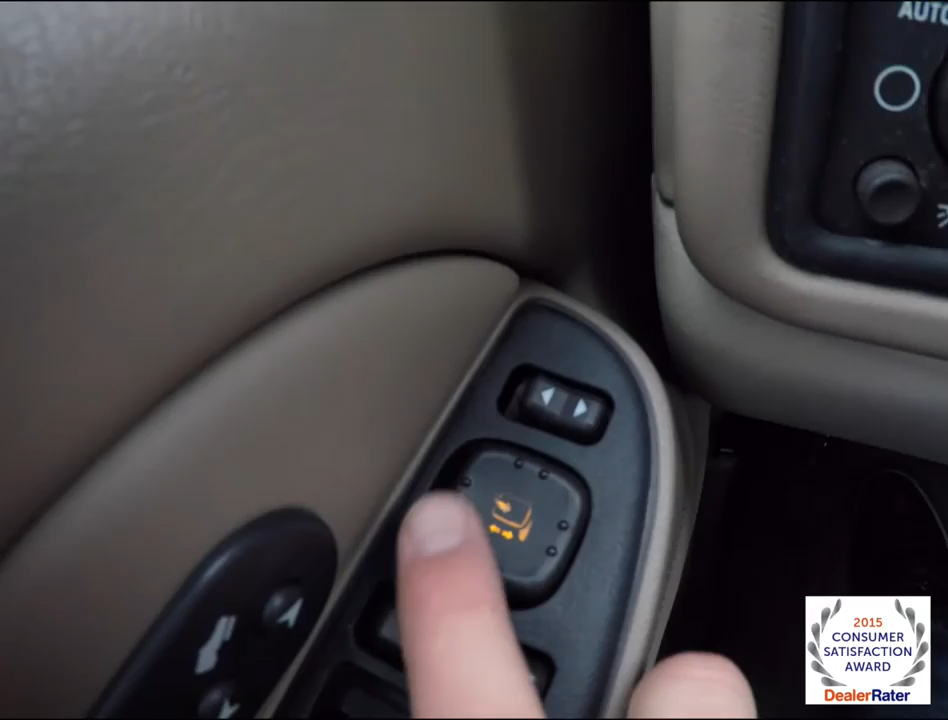 AUTO
2015
CONSUMER
SATISFACTION
AWARD
DealerRater